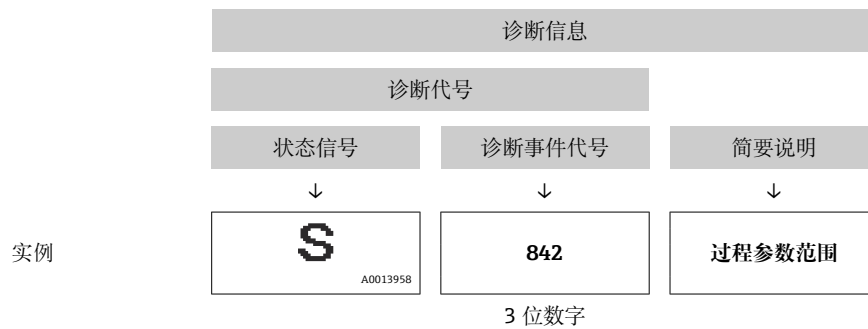 诊断信息
诊断代号
状态信号 诊断事件代号 简要说明
↓ ↓ ↓
实例 S 842 过程参数范围
A0013958
3 位数字